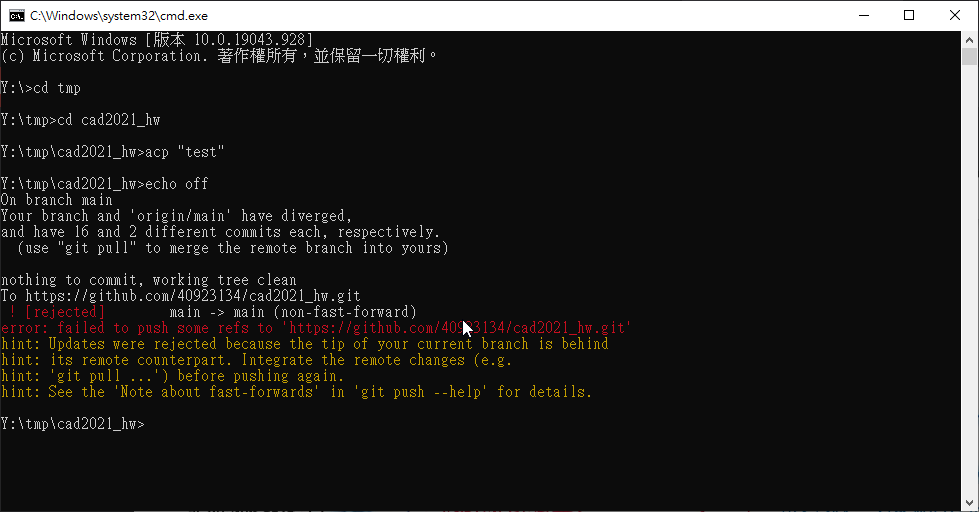 C:\Windows\system32\cmd.exe
Microsoft Windows [版本 10.0.19043.928]
(c) Microsoft Corporation. 著作權所有，並保留一切權利。
Y:\>cd tmp
Y:\tmp>cd cad2021_hw
Y:\tmp\cad2021_hw>acp "test"
Y:\tmp\cad2021_hw>echo off
On branch main
Your branch and 'origin/main' have diverged,
and have 16 and 2 different commits each, respectively.
  (use "git pull" to merge the remote branch into yours)
nothing to commit, working tree clean
To https://github.com/40923134/cad2021_hw.git
 ! [rejected]        main -> main (non-fast-forward)
error: failed to push some refs to 'https://github.com/40923134/cad2021_hw.git'
hint: Updates were rejected because the tip of your current branch is behind
hint: its remote counterpart. Integrate the remote changes (e.g.
hint: 'git pull ...') before pushing again.
hint: See the 'Note about fast-forwards' in 'git push --help' for details.
Y:\tmp\cad2021_hw>